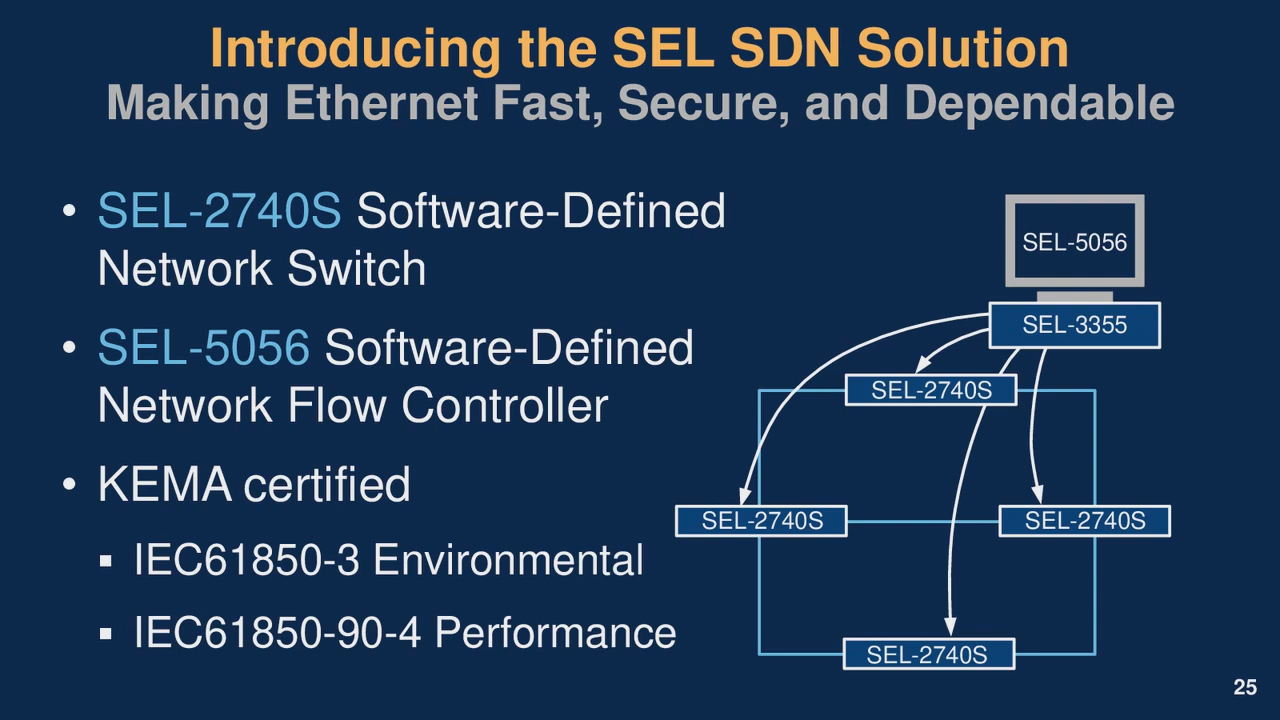 Introducing the SEL SDN Solution
Making Ethernet Fast, Secure, and Dependable
• SEL-2740S Software-Defined
Network Switch
• SEL-5056 Software-Defined
Network Flow Controller
• KEMA certified
▪ IEC61850-3 Environmental
▪ IEC61850-90-4 Performance
SEL-5056
SEL-3355
SEL-2740S
SEL-2740S
SEL-2740S
SEL-2740S
25